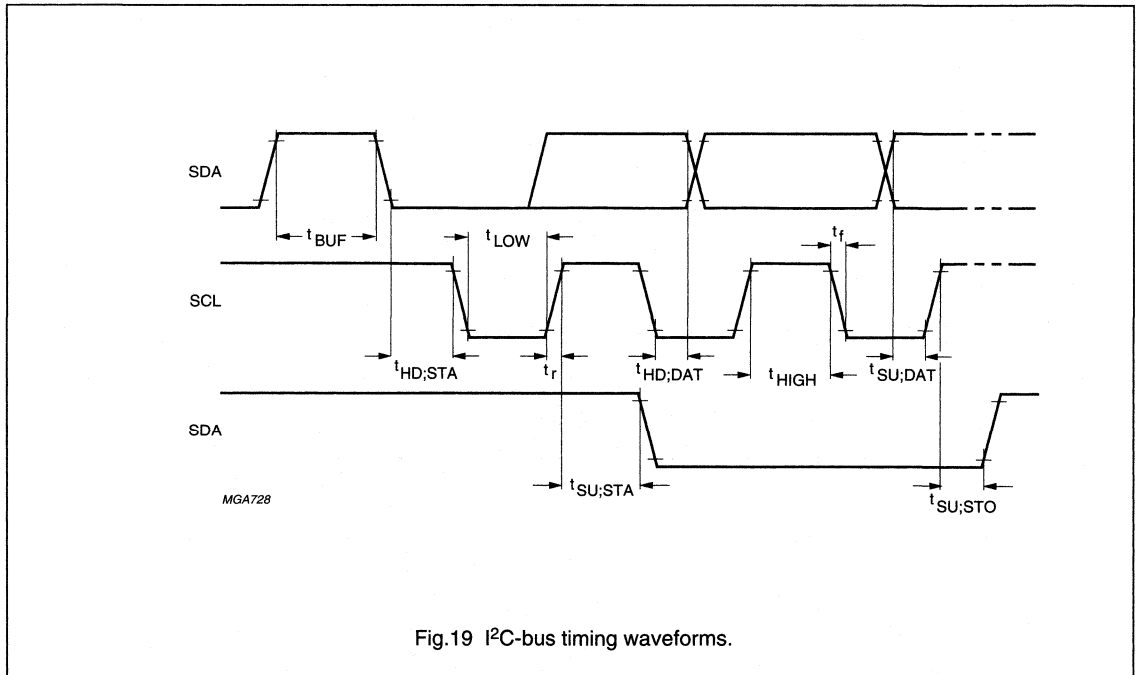 SDA
t BUF
t LOW
t f
SCL
t HD;STA
t r
t HD;DAT
t HIGH
t SU;DAT
SDA
t SU;STA
t SU;STO
MGA728
Fig.19 I²C-bus timing waveforms.